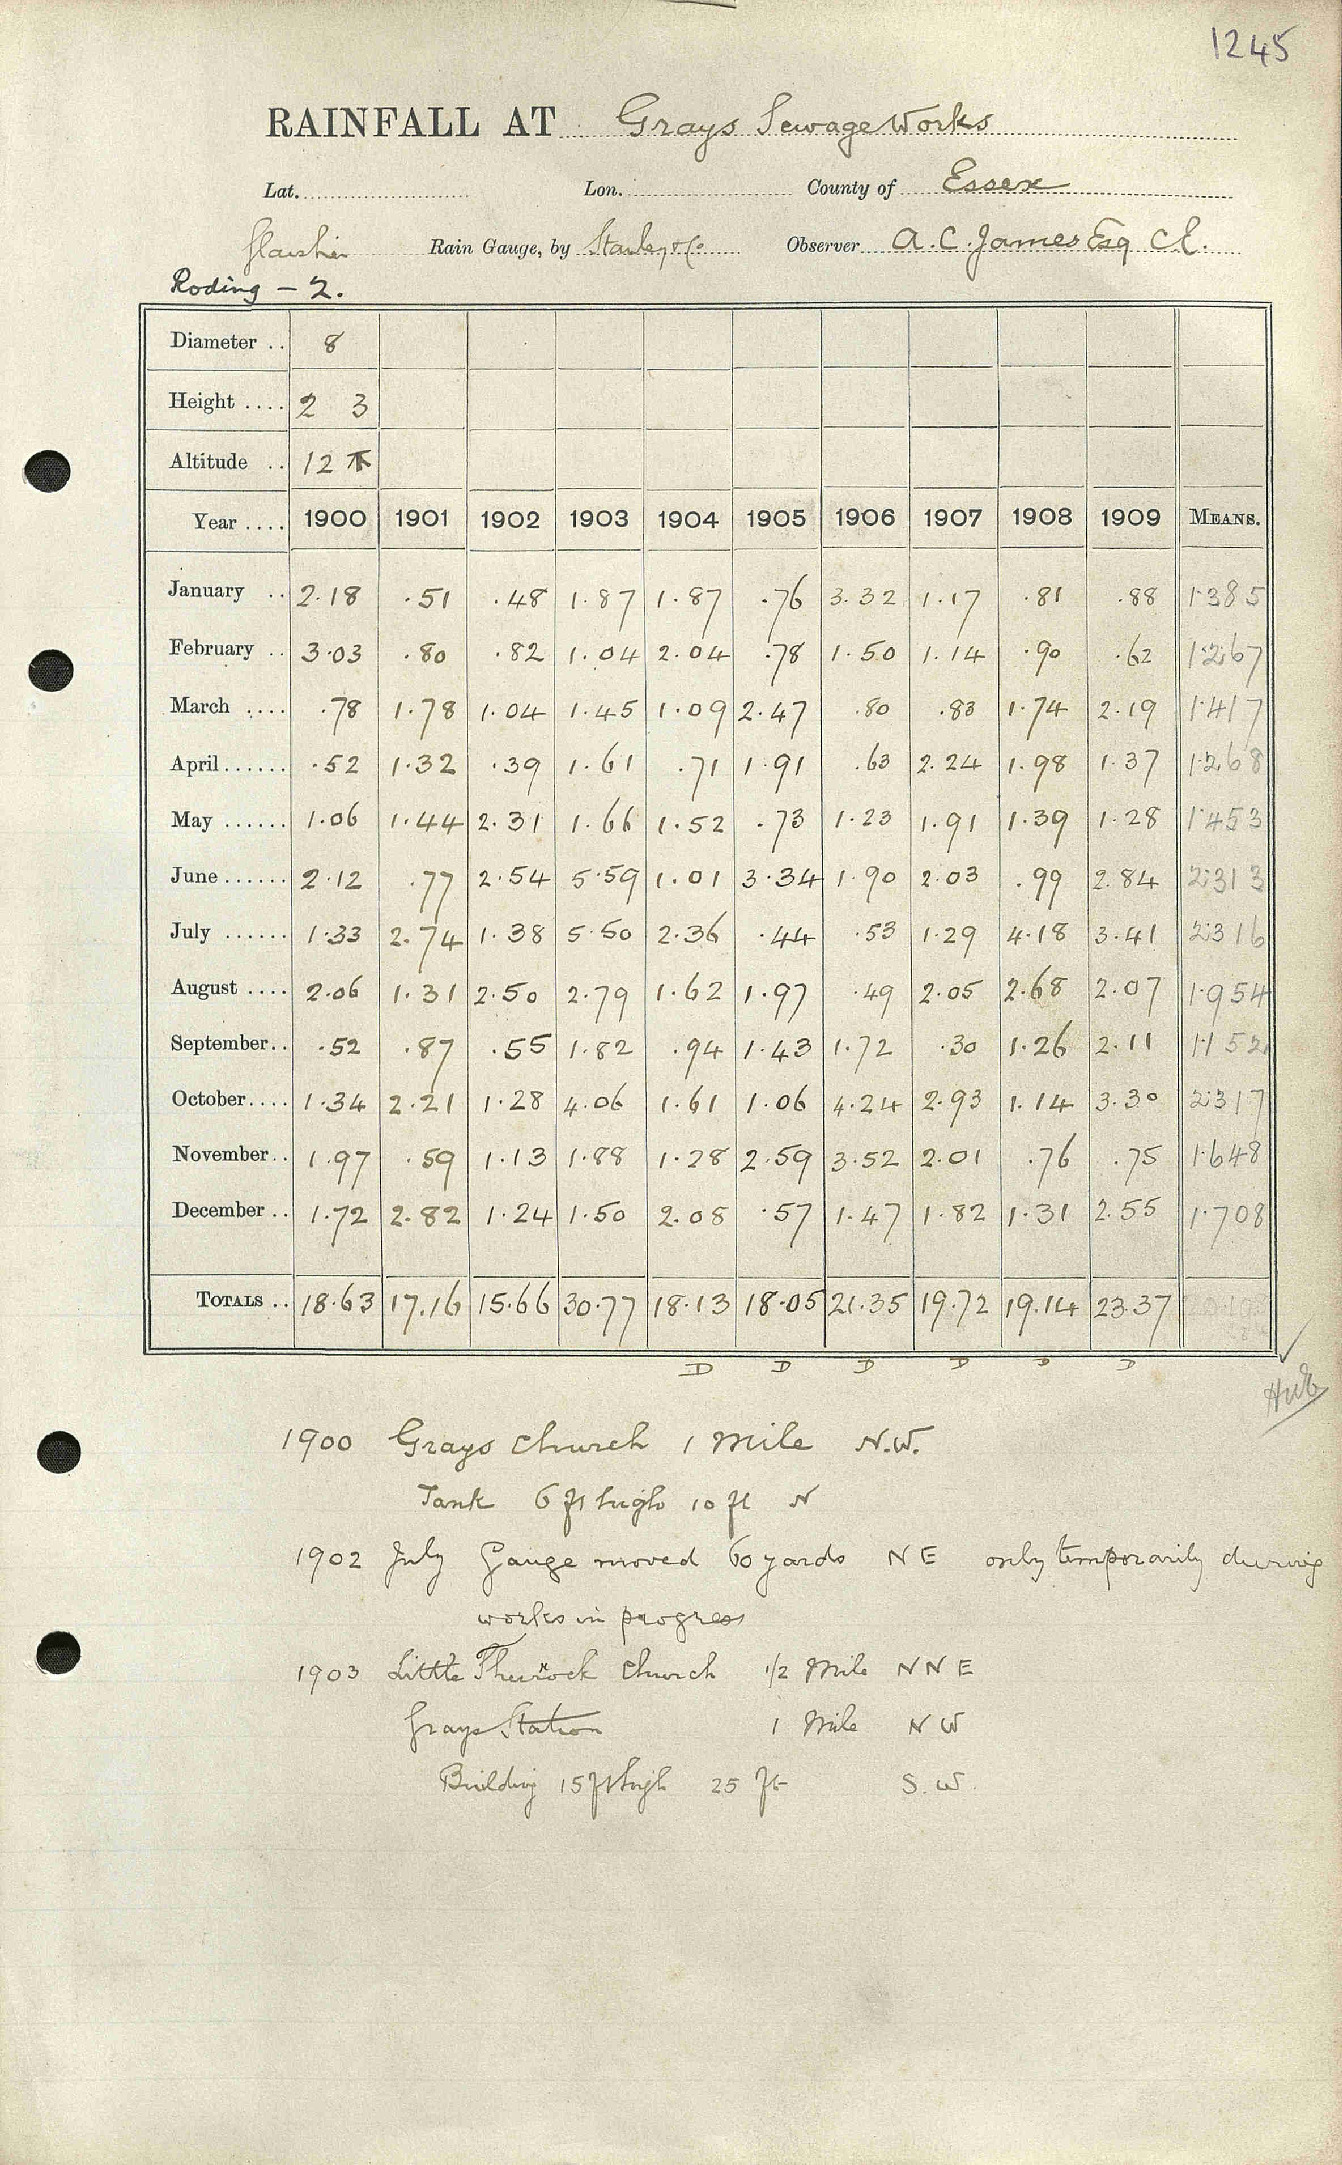 1245
RAINFALL AT Grays Sewage Works
Lat. Lon. County of Essex
Glaisher Rain Gauge, by Stanley & Co. Observer A. C. James Esq C.E.
Roding - 2.
Diameter .. 8
Height .... 2 3
Altitude .. 12
Year .... 1900 1901 1902 1903 1904 1905 1906 1907 1908 1909 MEANS.
January .. 2.18 .51 .48 1.87 1.87 .76 3.32 1.17 .81 .88 1.385
February .. 3.03 .80 .82 1.04 2.04 .78 1.50 1.14 .90 .62 1.267
March .... .78 1.78 1.04 1.45 1.09 2.47 .80 .83 1.74 2.19 1.417
April...... .52 1.32 .39 1.61 .71 1.91 .63 2.24 1.98 1.37 1.268
May ...... 1.06 1.44 2.31 1.66 1.52 .73 1.23 1.91 1.39 1.28 1.453
June...... 2.12 .77 2.54 5.59 1.01 3.34 1.90 2.03 .99 2.84 2.313
July ...... 1.33 2.74 1.38 5.50 2.36 .44 .53 1.29 4.18 3.41 2.316
August .... 2.06 1.31 2.50 2.79 1.62 1.97 .49 2.05 2.68 2.07 1.954
September.. .52 .87 .55 1.82 .94 1.43 1.72 .30 1.26 2.11 1.152
October.... 1.34 2.21 1.28 4.06 1.61 1.06 4.24 2.93 1.14 3.30 2.317
November.. 1.97 .59 1.13 1.88 1.28 2.59 3.52 2.01 .76 .75 1.648
December .. 1.72 2.82 1.24 1.50 2.08 .57 1.47 1.82 1.31 2.55 1.708
TOTALS .. 18.63 17.16 15.66 30.77 18.13 18.05 21.35 19.72 19.14 23.37
D D D D D D
1900 Grays Church 1 Mile N.W.
Tank 6 ft high 10 ft N
1902 July Gauge moved 60 yards NE only temporarily during
works in progress
1903 Little Thurrock Church 1/2 Mile NNE
Grays Station 1 Mile NW
Building 15 ft high 25 ft S.W.